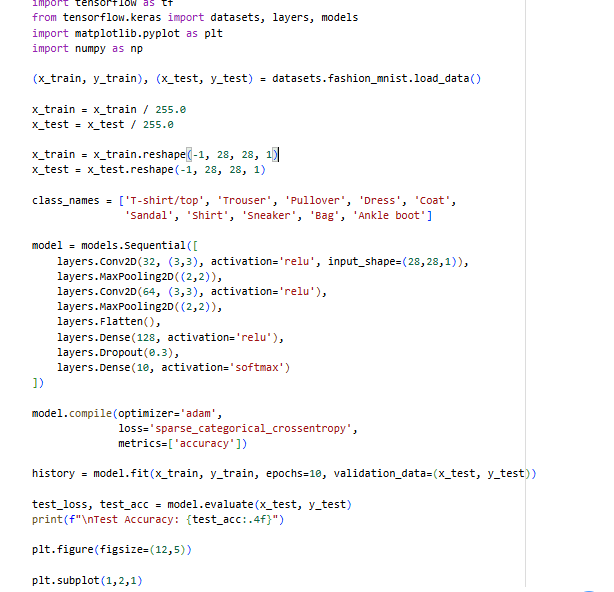 import tensorflow as tf
from tensorflow.keras import datasets, layers, models
import matplotlib.pyplot as plt
import numpy as np
(x_train, y_train), (x_test, y_test) = datasets.fashion_mnist.load_data()
x_train = x_train / 255.0
x_test = x_test / 255.0
x_train = x_train.reshape(-1, 28, 28, 1)
x_test = x_test.reshape(-1, 28, 28, 1)
class_names = ['T-shirt/top', 'Trouser', 'Pullover', 'Dress', 'Coat',
'Sandal', 'Shirt', 'Sneaker', 'Bag', 'Ankle boot']
model = models.Sequential([
layers.Conv2D(32, (3,3), activation='relu', input_shape=(28,28,1)),
layers.MaxPooling2D((2,2)),
layers.Conv2D(64, (3,3), activation='relu'),
layers.MaxPooling2D((2,2)),
layers.Flatten(),
layers.Dense(128, activation='relu'),
layers.Dropout(0.3),
layers.Dense(10, activation='softmax')
])
model.compile(optimizer='adam',
loss='sparse_categorical_crossentropy',
metrics=['accuracy'])
history = model.fit(x_train, y_train, epochs=10, validation_data=(x_test, y_test))
test_loss, test_acc = model.evaluate(x_test, y_test)
print(f"\nTest Accuracy: {test_acc:.4f}")
plt.figure(figsize=(12,5))
plt.subplot(1,2,1)